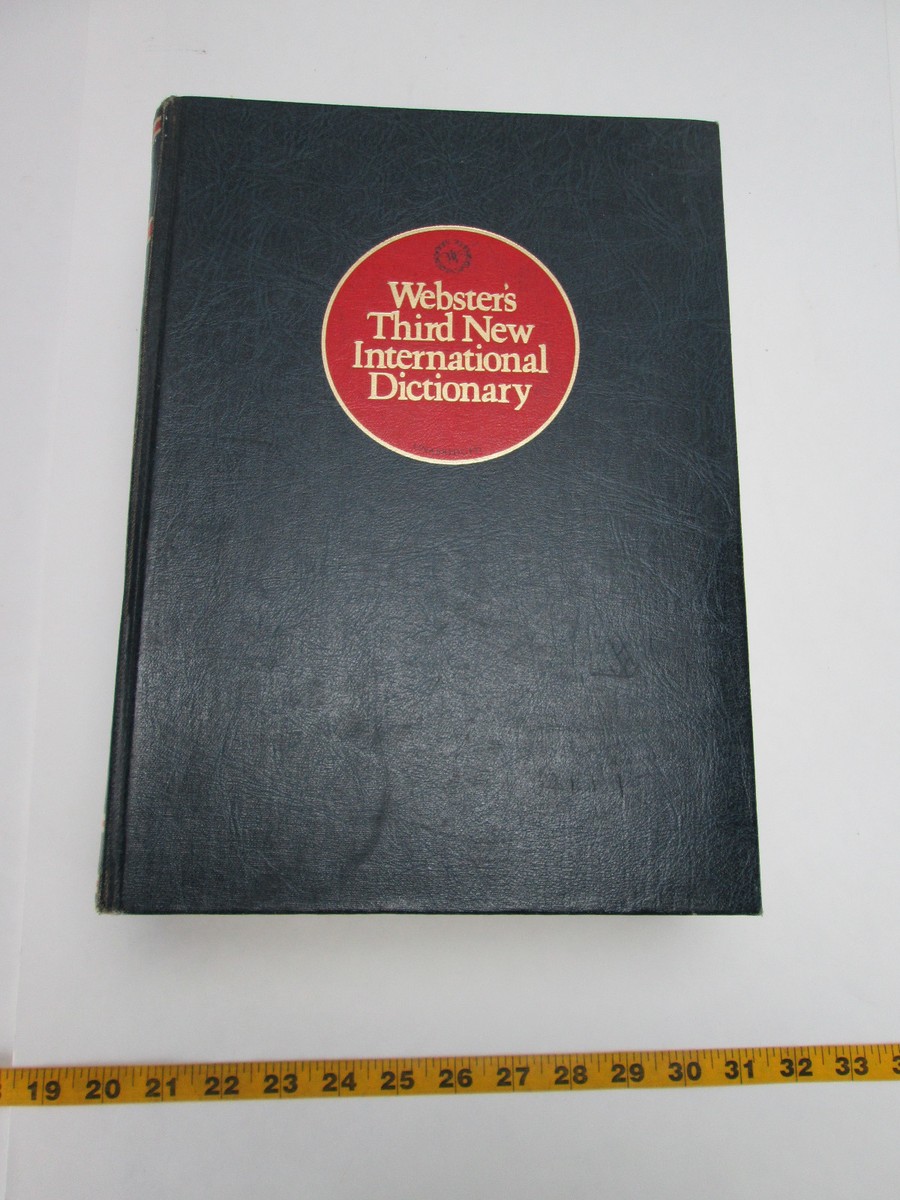 Webster's
Third New
International
Dictionary
UNABRIDGED
19 20 21 22 23 24 25 26 27 28 29 30 31 32 33